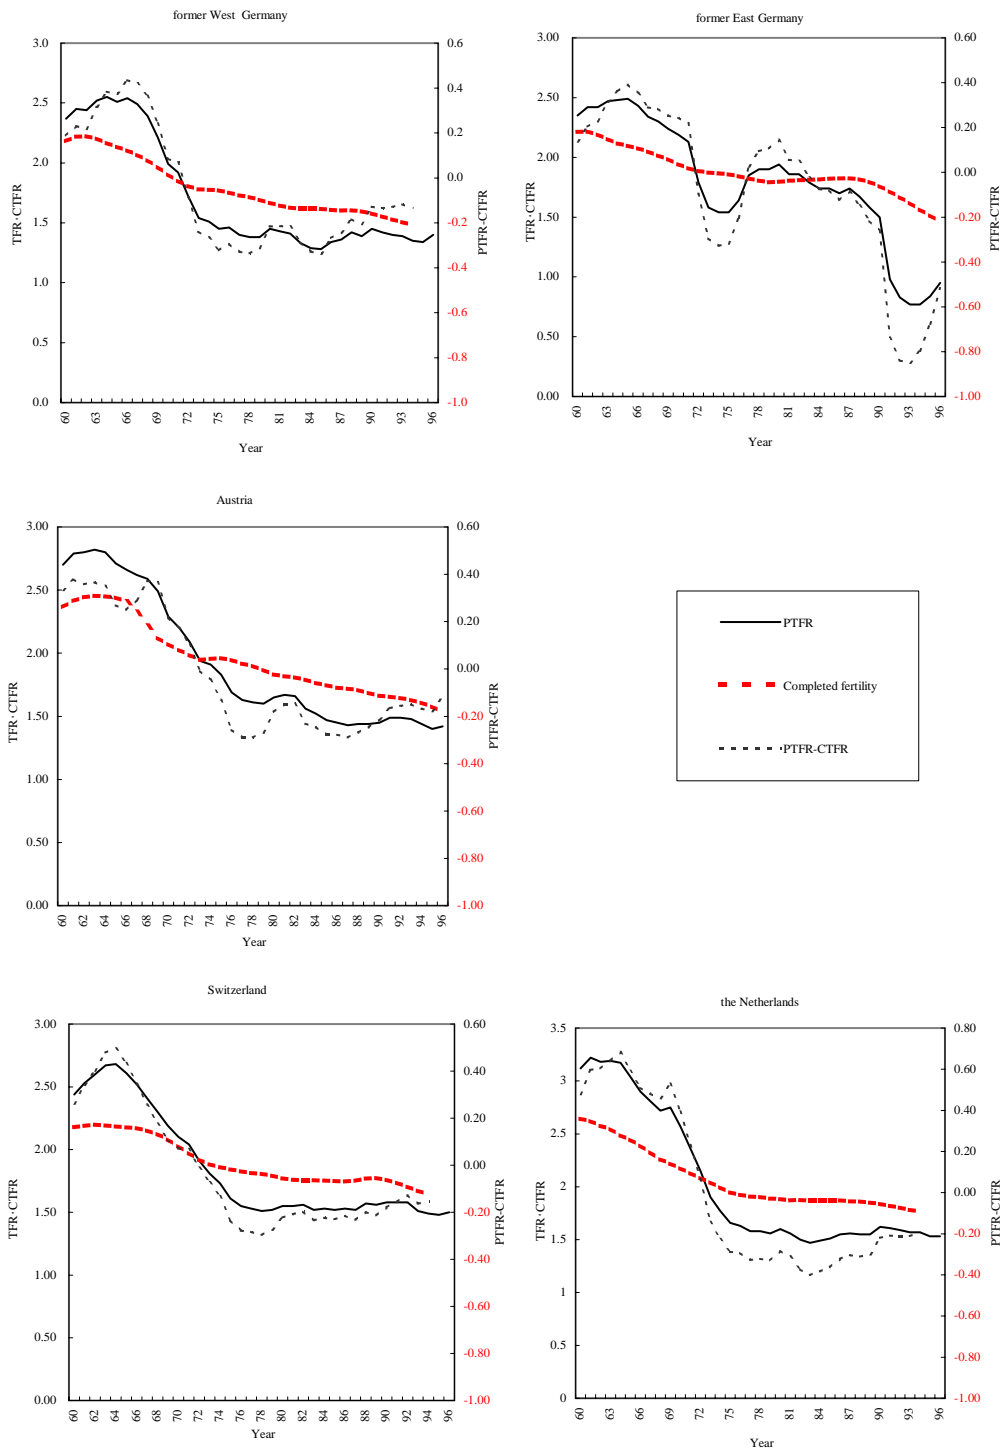 former West Germany
3.0
2.5
2.0
1.5
1.0
0.5
0.0
TFR·CTFR
0.6
0.4
0.2
0.0
-0.2
-0.4
-0.6
-0.8
-1.0
PTFR-CTFR
60 63 66 69 72 75 78 81 84 87 90 93 96
Year
former East Germany
3.00
2.50
2.00
1.50
1.00
0.50
0.00
TFR·CTFR
0.60
0.40
0.20
0.00
-0.20
-0.40
-0.60
-0.80
-1.00
PTFR-CTFR
60 63 66 69 72 75 78 81 84 87 90 93 96
Year
Austria
3.00
2.50
2.00
1.50
1.00
0.50
0.00
TFR·CTFR
0.60
0.40
0.20
0.00
-0.20
-0.40
-0.60
-0.80
-1.00
PTFR-CTFR
60 62 64 66 68 70 72 74 76 78 80 82 84 86 88 90 92 94 96
Year
PTFR
Completed fertility
PTFR-CTFR
Switzerland
3.00
2.50
2.00
1.50
1.00
0.50
0.00
TFR·CTFR
0.60
0.40
0.20
0.00
-0.20
-0.40
-0.60
-0.80
-1.00
PTFR-CTFR
60 62 64 66 68 70 72 74 76 78 80 82 84 86 88 90 92 94 96
Year
the Netherlands
3.5
3
2.5
2
1.5
1
0.5
0
TFR·CTFR
0.80
0.60
0.40
0.20
0.00
-0.20
-0.40
-0.60
-0.80
-1.00
PTFR-CTFR
60 63 66 69 72 75 78 81 84 87 90 93 96
Year